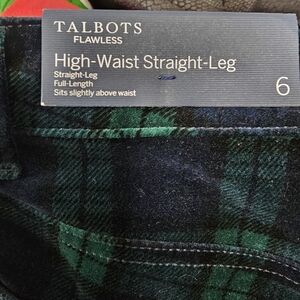 TALBOTS
FLAWLESS
High-Waist Straight-Leg
Straight-Leg
Full-Length
Sits slightly above waist
6